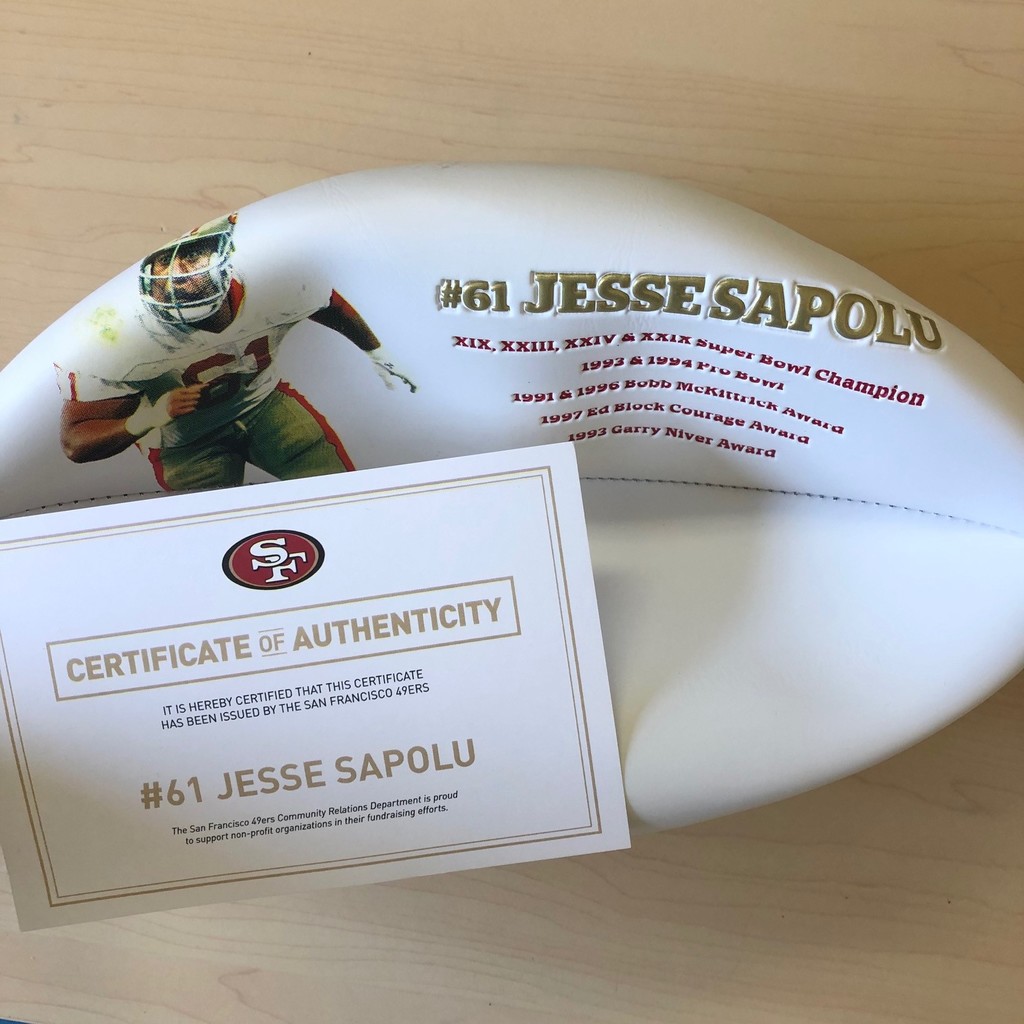 #61 JESSE SAPOLU
XIX, XXIII, XXIV & XXIX Super Bowl Champion
1993 & 1994 Pro Bowl
1991 & 1996 Bobb McKittrick Award
1997 Ed Block Courage Award
1993 Garry Niver Award
61
SF
CERTIFICATE OF AUTHENTICITY
IT IS HEREBY CERTIFIED THAT THIS CERTIFICATE
HAS BEEN ISSUED BY THE SAN FRANCISCO 49ERS
#61 JESSE SAPOLU
The San Francisco 49ers Community Relations Department is proud
to support non-profit organizations in their fundraising efforts.